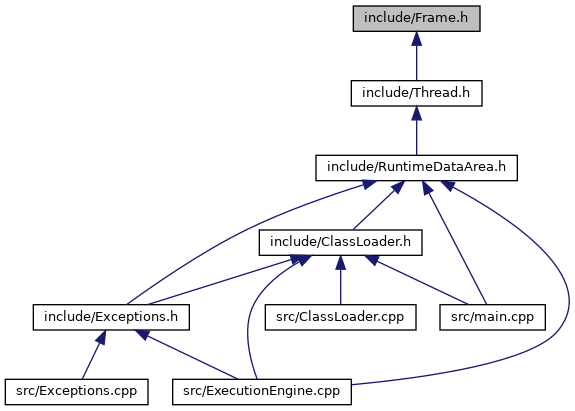 include/Frame.h
include/Thread.h
include/RuntimeDataArea.h
include/ClassLoader.h
include/Exceptions.h
src/ClassLoader.cpp
src/main.cpp
src/Exceptions.cpp
src/ExecutionEngine.cpp